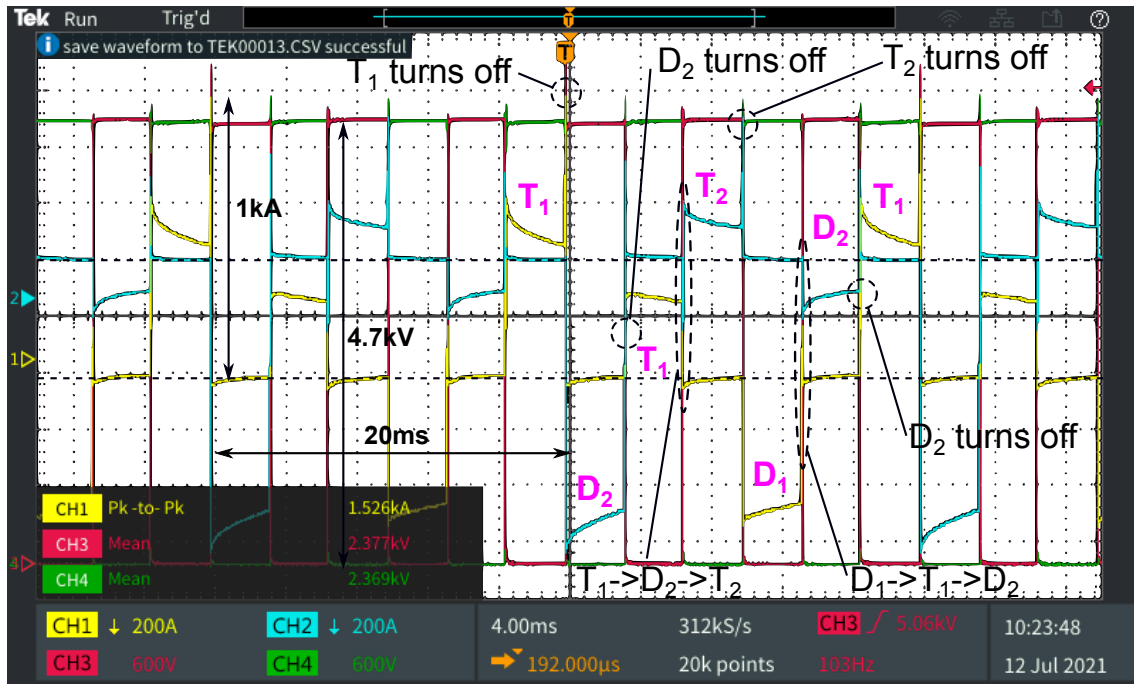 Tek Run Trig'd
T
?
i save waveform to TEK00013.CSV successful
T
T1 turns off
D2 turns off
T2 turns off
T1
T2
T1
1kA
D2
2
4.7kV
1
T1
20ms
D2 turns off
D2
D1
CH1 Pk -to- Pk 1.526kA
CH3 Mean 2.377kV
4
CH4 Mean 2.369kV
T1->D2->T2
D1->T1->D2
CH1 ↓ 200A CH2 ↓ 200A 4.00ms 312kS/s CH3 5.06kV 10:23:48
CH3 600V CH4 600V 192.000µs 20k points 103Hz 12 Jul 2021